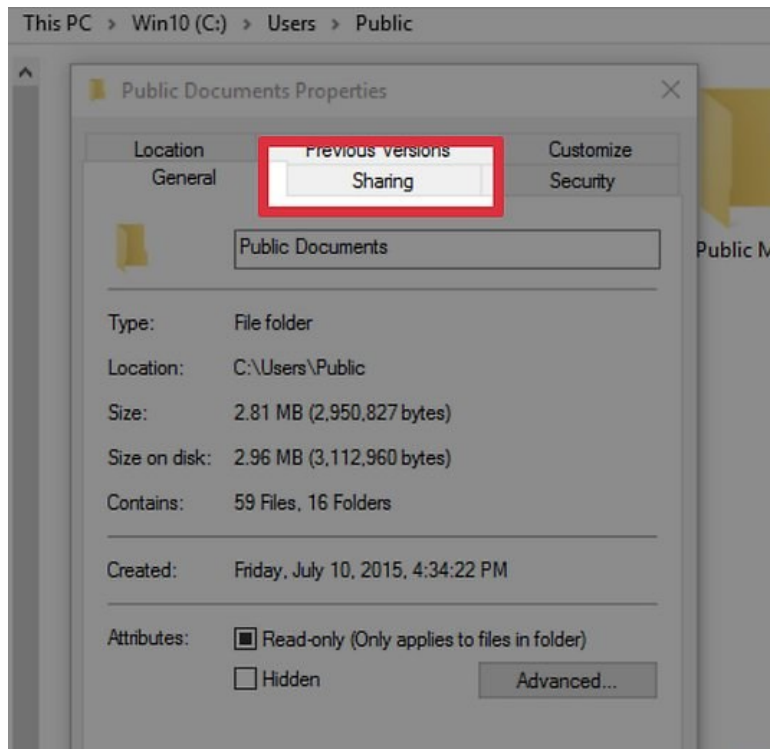 This PC > Win10 (C:) > Users > Public
Public Documents Properties
Location Previous Versions Customize
General Sharing Security
Public Documents
Public M
Type: File folder
Location: C:\Users\Public
Size: 2.81 MB (2,950,827 bytes)
Size on disk: 2.96 MB (3,112,960 bytes)
Contains: 59 Files, 16 Folders
Created: Friday, July 10, 2015, 4:34:22 PM
Attributes: Read-only (Only applies to files in folder)
Hidden Advanced...